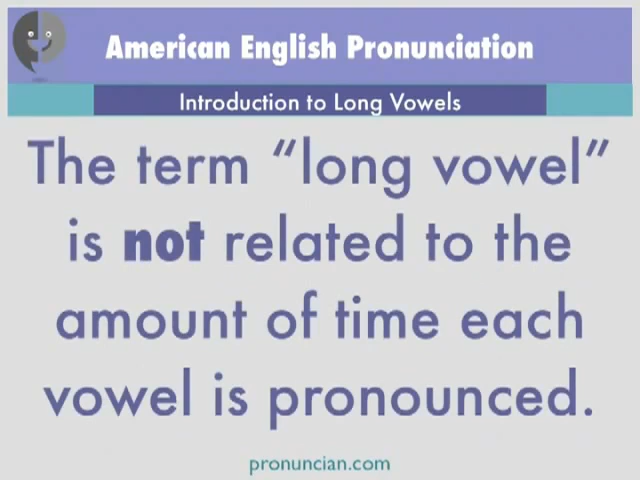 American English Pronunciation
Introduction to Long Vowels
The term “long vowel”
is not related to the
amount of time each
vowel is pronounced.
pronuncian.com